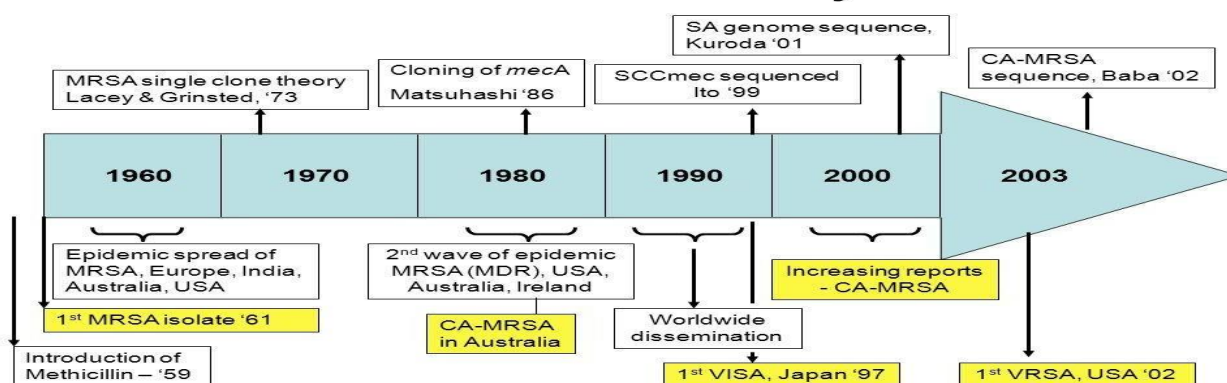 SA genome sequence,
Kuroda ‘01
MRSA single clone theory
Lacey & Grinsted, ‘73
Cloning of mecA
Matsuhashi ‘86
SCCmec sequenced
Ito ‘99
CA-MRSA
sequence, Baba ‘02
1960
1970
1980
1990
2000
2003
Epidemic spread of
MRSA, Europe, India,
Australia, USA
2nd wave of epidemic
MRSA (MDR), USA,
Australia, Ireland
Increasing reports
- CA-MRSA
1st MRSA isolate ‘61
CA-MRSA
in Australia
Worldwide
dissemination
Introduction of
Methicillin – ‘59
1st VISA, Japan ‘97
1st VRSA, USA ‘02